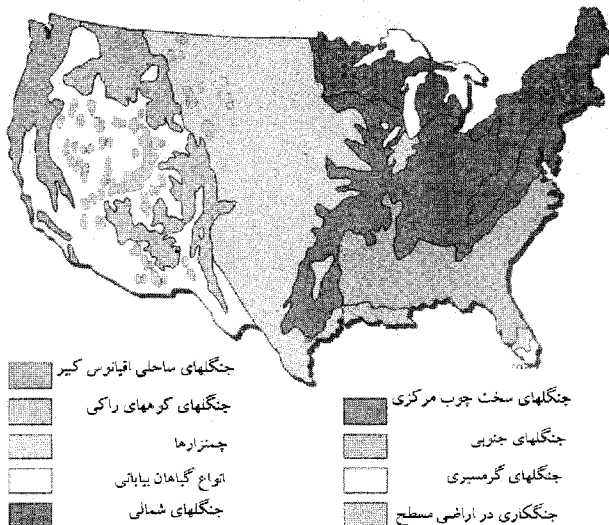 جنگلهای ساحلی اقیانوس کبیر
جنگلهای کوههای راکی
چمنزارها
انواع گیاهان بیابانی
جنگلهای شمالی
جنگلهای سخت چوب مرکزی
جنگلهای جنوبی
جنگلهای گرمسیری
جنگلکاری در اراضی مسطح